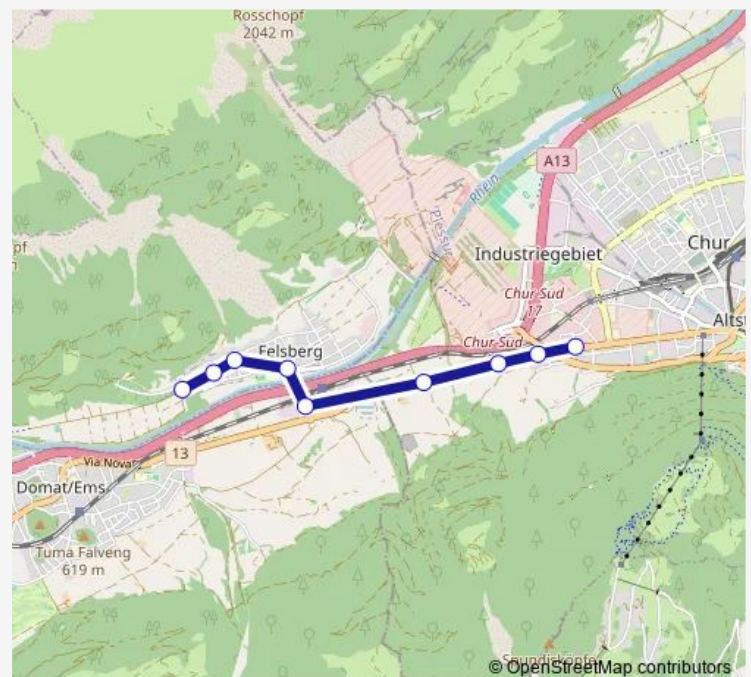 Rosschopf
2042 m
A13
Rhein
Plessur
Industriegebiet
Chur
Chur Süd
17
Chur Süd
Altst
Felsberg
13
Via Nova
Domat/Ems
Tuma Falveng
619 m
© OpenStreetMap contributors